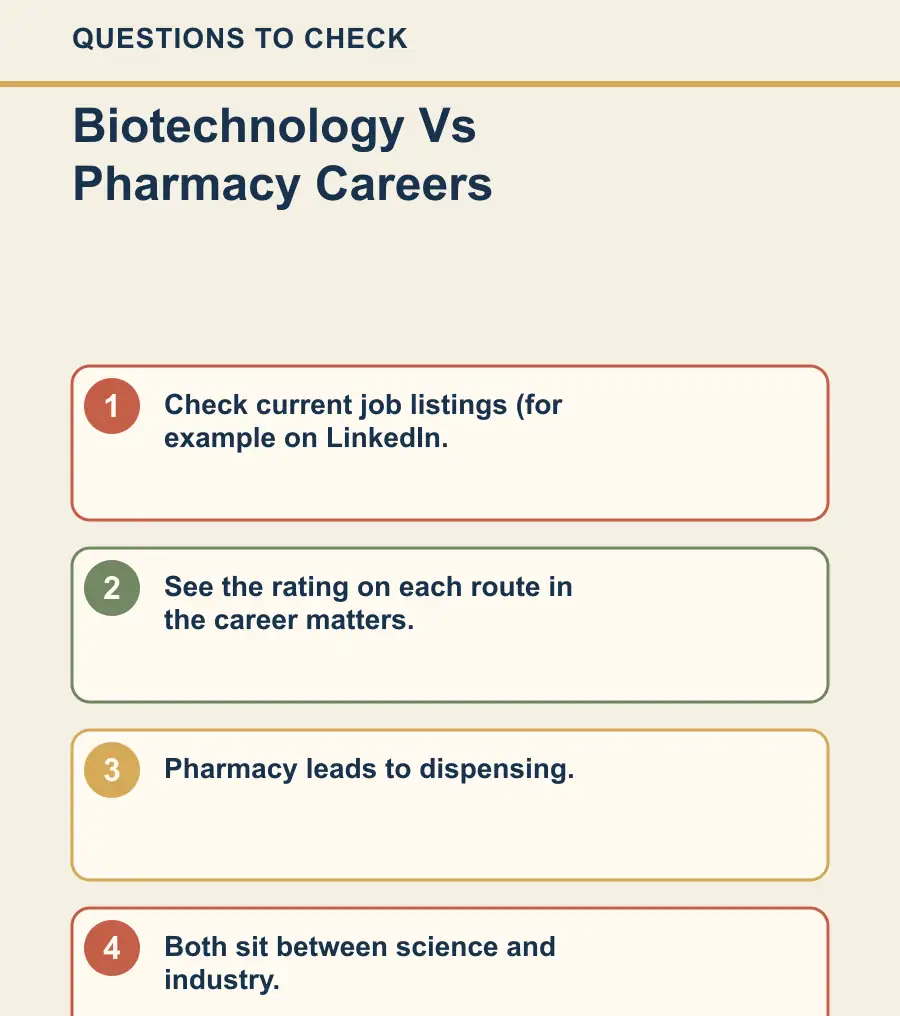 QUESTIONS TO CHECK
Biotechnology Vs
Pharmacy Careers
1
Check current job listings (for
example on LinkedIn.
2
See the rating on each route in
the career matters.
3
Pharmacy leads to dispensing.
4
Both sit between science and
industry.